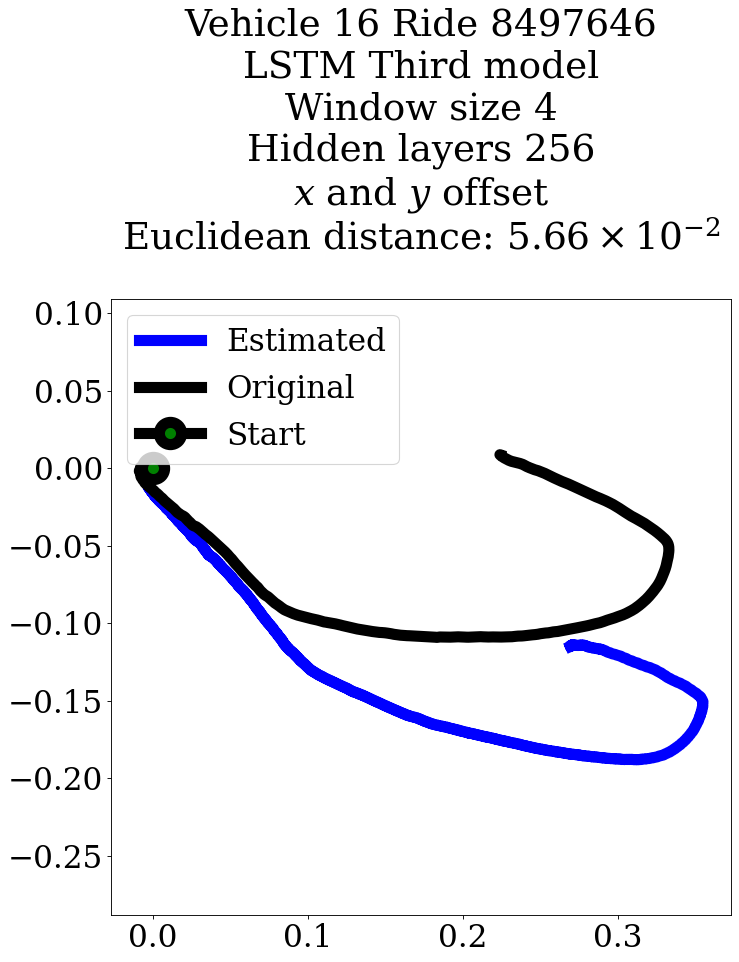 Vehicle 16 Ride 8497646
LSTM Third model
Window size 4
Hidden layers 256
x and y offset
Euclidean distance: 5.66 × 10⁻²
Estimated
Original
Start
0.10
0.05
0.00
−0.05
−0.10
−0.15
−0.20
−0.25
0.0 0.1 0.2 0.3